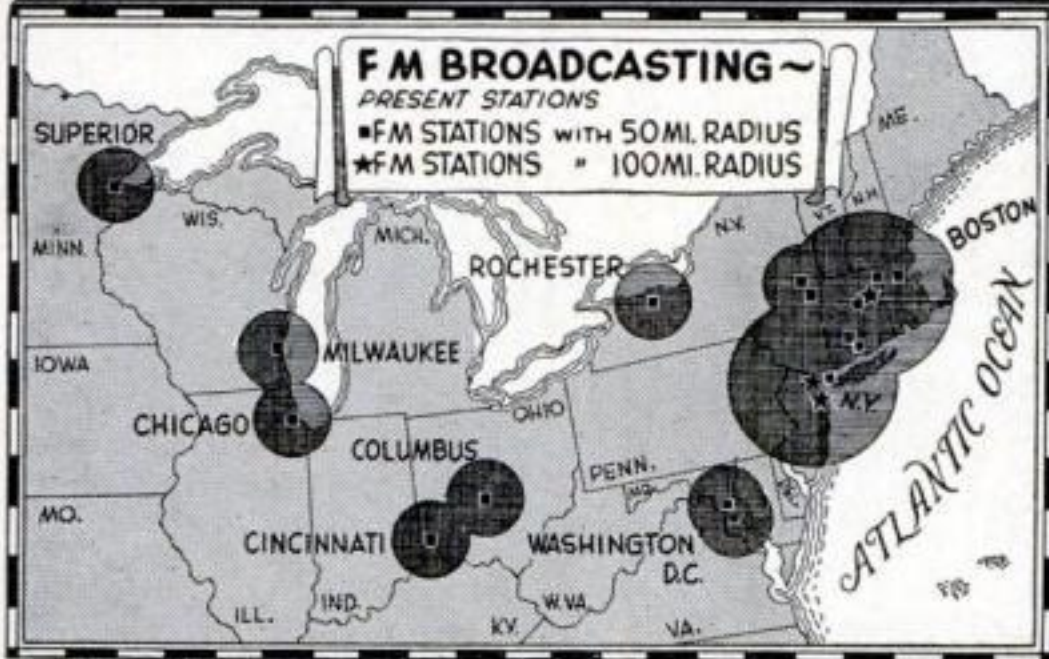 FM BROADCASTING~
PRESENT STATIONS
▪FM STATIONS WITH 50MI. RADIUS
★FM STATIONS " 100MI. RADIUS
SUPERIOR
ME.
VT.
N.H.
WIS.
MICH.
N.Y.
BOSTON
MINN.
ROCHESTER
IOWA
MILWAUKEE
N.Y.
CHICAGO
OHIO
COLUMBUS
PENN.
MD.
MO.
CINCINNATI
WASHINGTON
D.C.
ATLANTIC OCEAN
ILL.
IND.
KY.
W.VA.
VA.